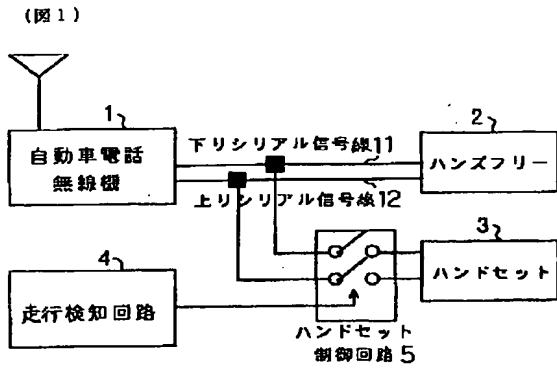 (図1)
1
自動車電話
無線機
下りシリアル信号線11
上りシリアル信号線12
2
ハンズフリー
3
ハンドセット
4
走行検知回路
ハンドセット
制御回路5